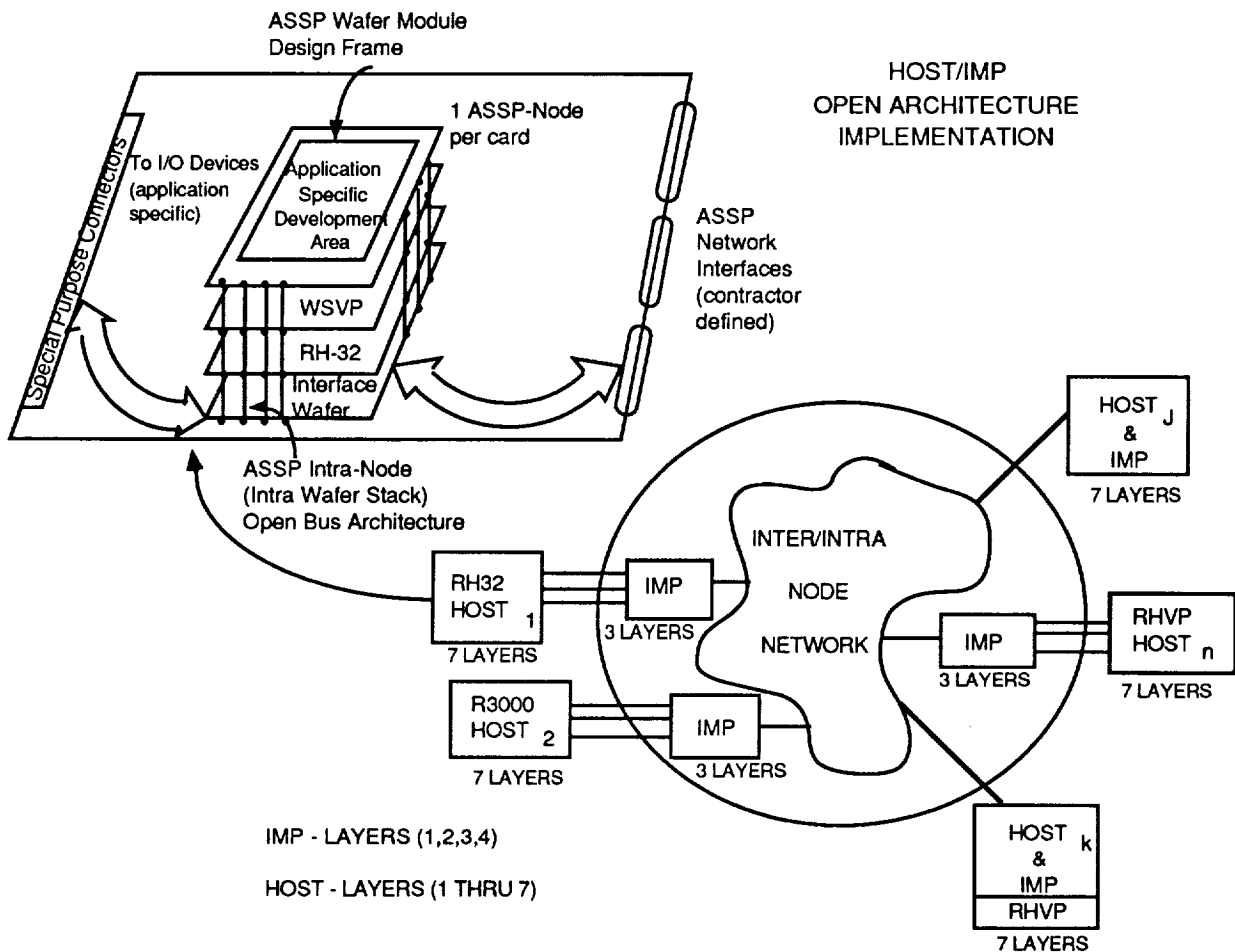 ASSP Wafer Module
Design Frame
HOST/IMP
OPEN ARCHITECTURE
IMPLEMENTATION
1 ASSP-Node
per card
Special Purpose Connectors
To I/O Devices
(application
specific)
Application
Specific
Development
Area
WSVP
RH-32
Interface
Wafer
ASSP
Network
Interfaces
(contractor
defined)
ASSP Intra-Node
(Intra Wafer Stack)
Open Bus Architecture
HOST J
&
IMP
7 LAYERS
INTER/INTRA
NODE
NETWORK
RH32
HOST 1
7 LAYERS
IMP
3 LAYERS
IMP
3 LAYERS
RHVP
HOST n
7 LAYERS
R3000
HOST 2
7 LAYERS
IMP
3 LAYERS
HOST k
&
IMP
RHVP
7 LAYERS
IMP - LAYERS (1,2,3,4)
HOST - LAYERS (1 THRU 7)